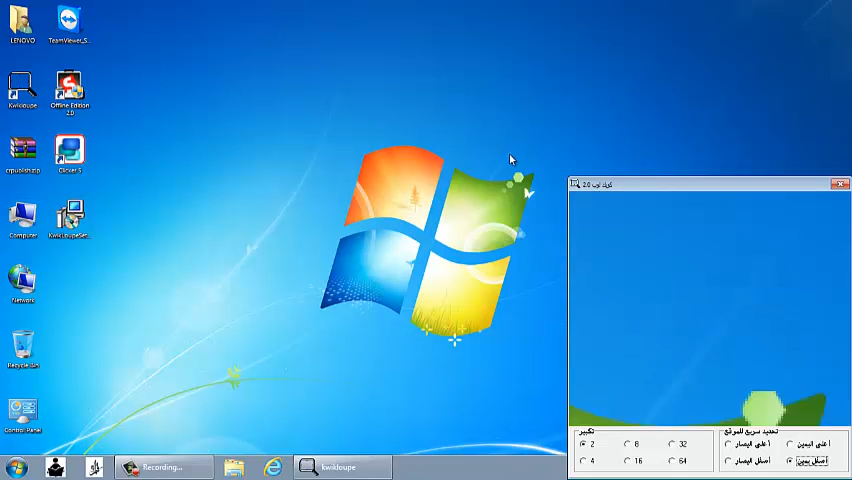 LENOVO
TeamViewer_S...
Kwikloupe
Offline Edition
2.0
crpublish.zip
Clicker 5
Computer
KwikLoupeSet...
Network
Recycle Bin
Control Panel
كويك لوب 2.0
تكبير
2
8
32
4
16
64
تحديد سريع للموقع
أعلى اليمين
أعلى اليسار
أسفل يمين
أسفل اليسار
Recording...
kwikloupe